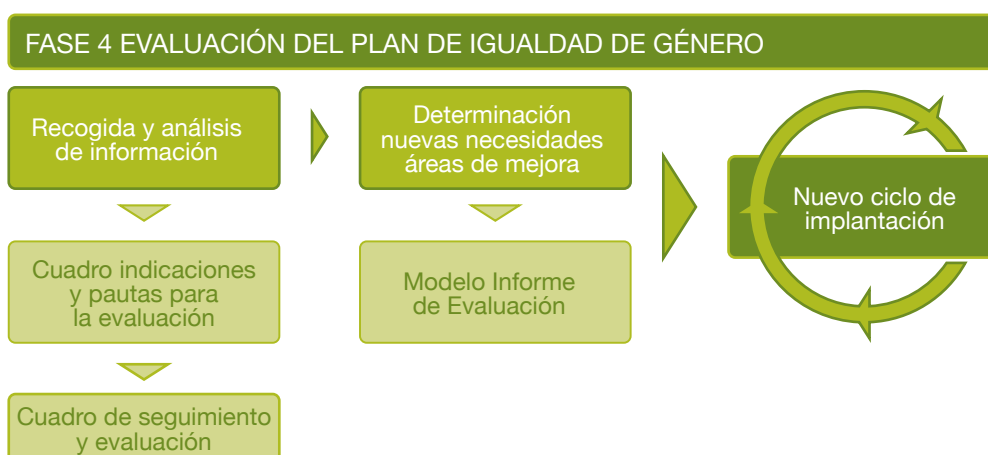 FASE 4 EVALUACIÓN DEL PLAN DE IGUALDAD DE GÉNERO
Recogida y análisis
de información
Determinación
nuevas necesidades
áreas de mejora
Nuevo ciclo de
implantación
Cuadro indicaciones
y pautas para
la evaluación
Modelo Informe
de Evaluación
Cuadro de seguimiento
y evaluación